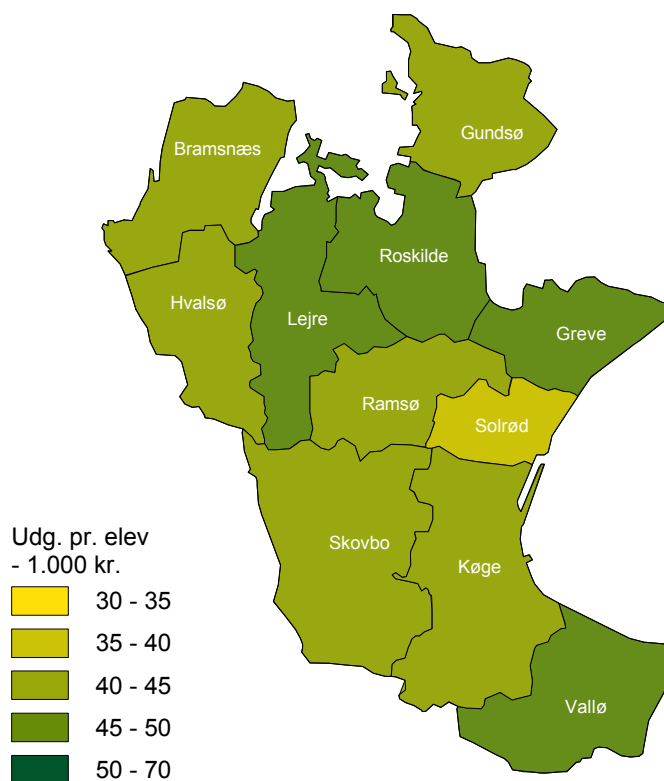 Gundsø
Bramsnæs
Roskilde
Hvalsø
Lejre
Greve
Ramsø
Solrød
Skovbo
Køge
Vallø
Udg. pr. elev
- 1.000 kr.
30 - 35
35 - 40
40 - 45
45 - 50
50 - 70